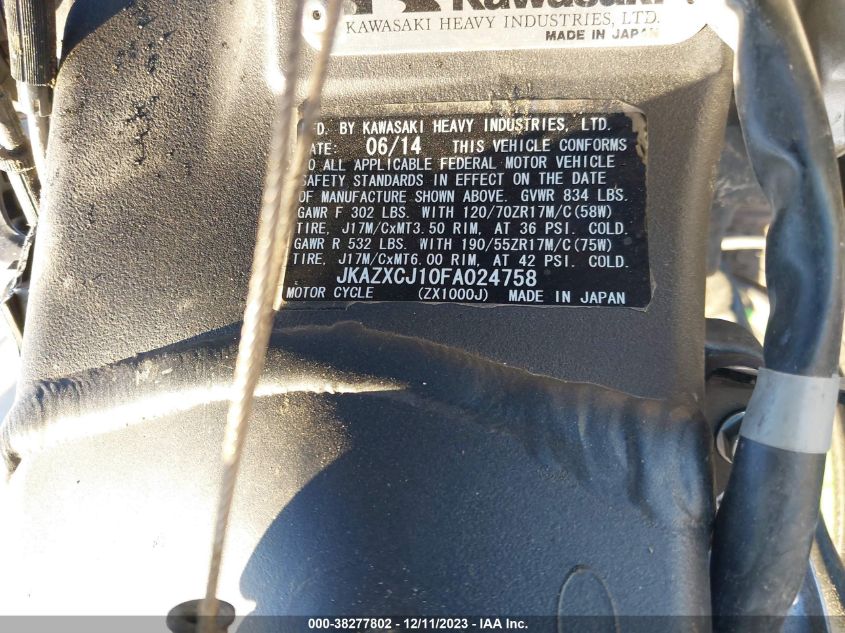 Kawasaki
KAWASAKI HEAVY INDUSTRIES, LTD.
MADE IN JAPAN
BY KAWASAKI HEAVY INDUSTRIES, LTD.
06/14 THIS VEHICLE CONFORMS
ALL APPLICABLE FEDERAL MOTOR VEHICLE
SAFETY STANDARDS IN EFFECT ON THE DATE
OF MANUFACTURE SHOWN ABOVE. GVWR 834 LBS.
GAWR F 302 LBS. WITH 120/70ZR17M/C(58W)
TIRE, J17M/CxMT3.50 RIM, AT 36 PSI. COLD.
GAWR R 532 LBS. WITH 190/55ZR17M/C(75W)
TIRE, J17M/CxMT6.00 RIM, AT 42 PSI. COLD.
JKAZXCJ10FA024758
MOTOR CYCLE (ZX1000J) MADE IN JAPAN
000-38277802 - 12/11/2023 - IAA Inc.